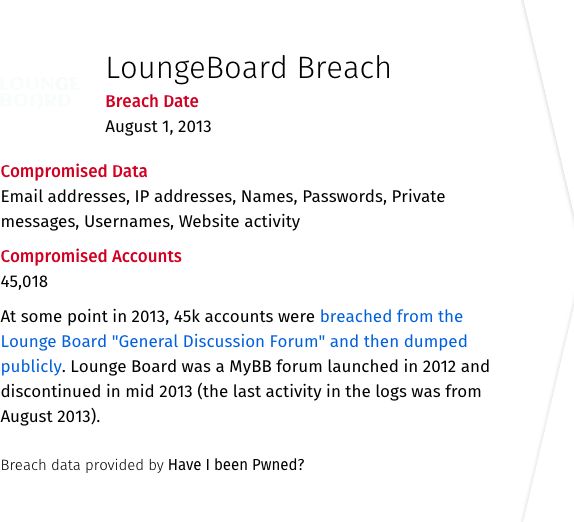 LOUNGE
BOARD
LoungeBoard Breach
Breach Date
August 1, 2013
Compromised Data
Email addresses, IP addresses, Names, Passwords, Private
messages, Usernames, Website activity
Compromised Accounts
45,018
At some point in 2013, 45k accounts were breached from the
Lounge Board "General Discussion Forum" and then dumped
publicly. Lounge Board was a MyBB forum launched in 2012 and
discontinued in mid 2013 (the last activity in the logs was from
August 2013).
Breach data provided by Have I been Pwned?